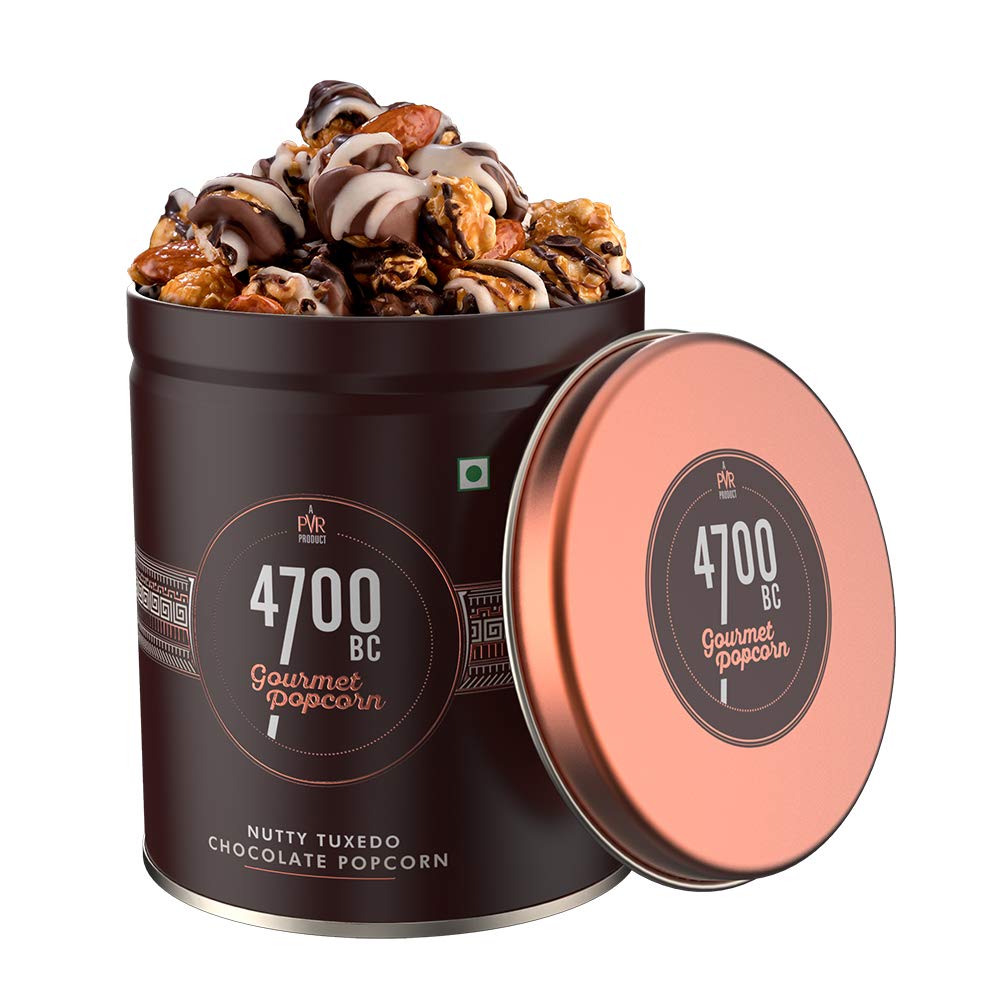 A
PVR
PRODUCT
4700
BC
Gourmet
Popcorn
NUTTY TUXEDO
CHOCOLATE POPCORN
A
PVR
PRODUCT
4700
BC
Gourmet
Popcorn